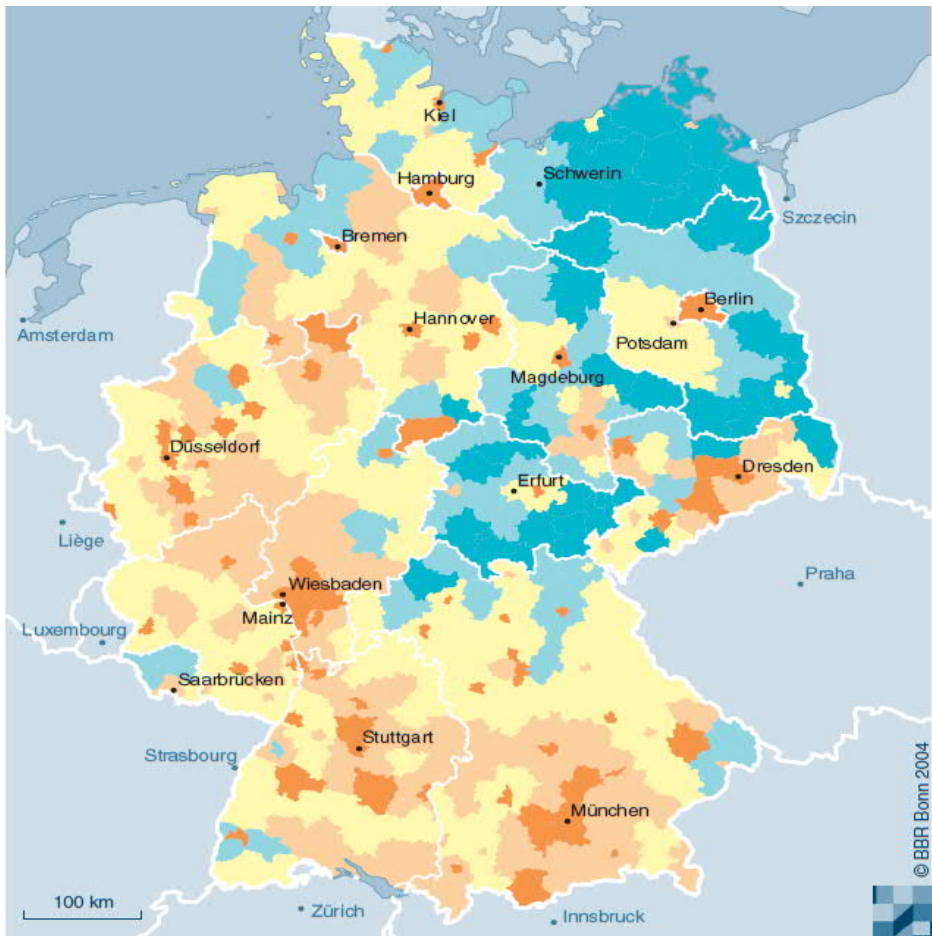 Kiel
Schwerin
Hamburg
Szczecin
Bremen
Berlin
Amsterdam
Hannover
Potsdam
Magdeburg
Düsseldorf
Dresden
Erfurt
Liège
Praha
Wiesbaden
Mainz
Luxembourg
Saarbrücken
Stuttgart
Strasbourg
München
© BBR Bonn 2004
100 km
Zürich
Innsbruck